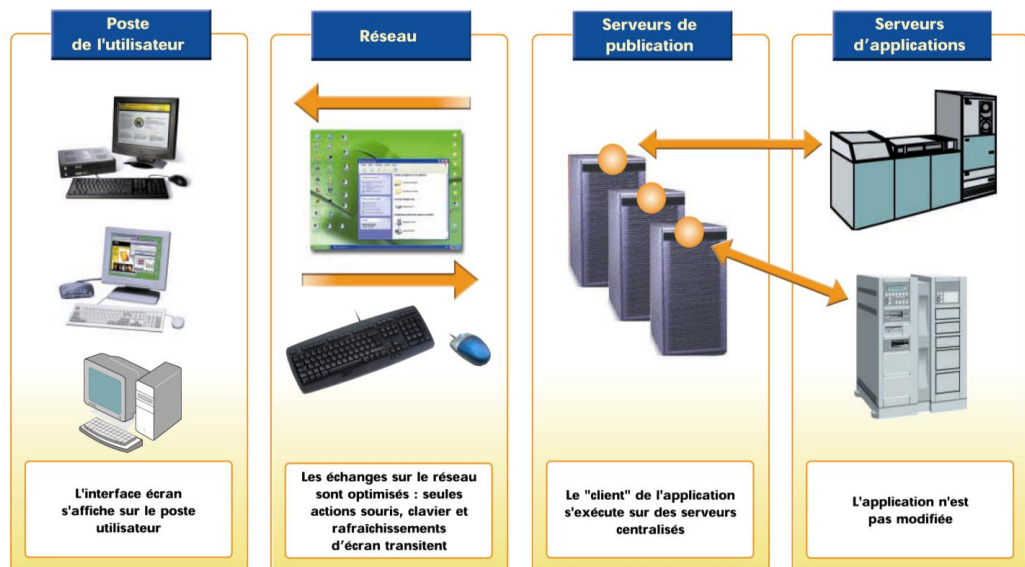 Poste
de l'utilisateur
L'interface écran
s'affiche sur le poste
utilisateur
Réseau
Les échanges sur le réseau
sont optimisés : seules
actions souris, clavier et
rafraîchissements
d'écran transitent
Serveurs de
publication
Le "client" de l'application
s'exécute sur des serveurs
centralisés
Serveurs
d'applications
L'application n'est
pas modifiée